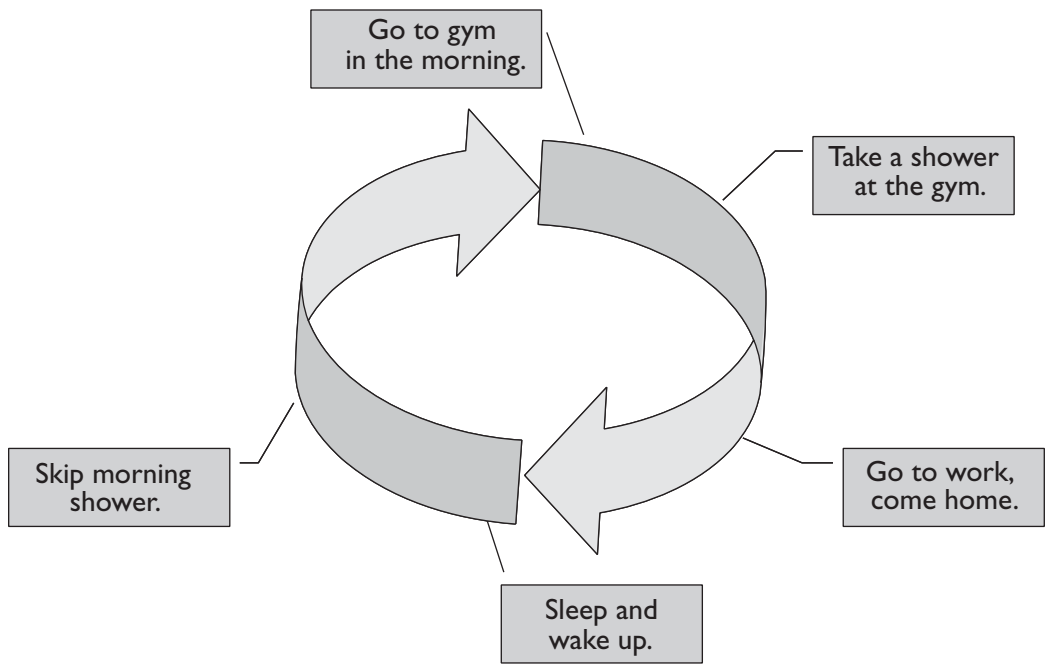 Go to gym
in the morning.
Take a shower
at the gym.
Go to work,
come home.
Sleep and
wake up.
Skip morning
shower.